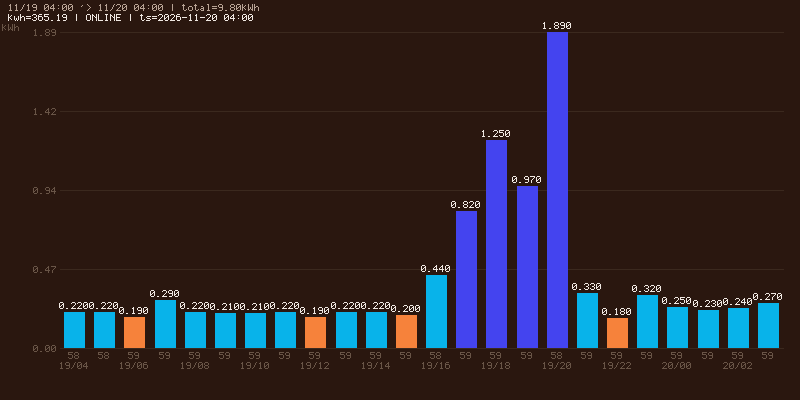 11/19 04:00 -> 11/20 04:00 | total=9.80kWh
Kwh=365.19 | ONLINE | ts=2026-11-20 04:00
kWh
1.89
1.42
0.94
0.47
0.00
0.220 0.220 0.190 0.290 0.220 0.210 0.210 0.220 0.190 0.220 0.220 0.200 0.440 0.820 1.250 0.970 1.890 0.330 0.180 0.320 0.250 0.230 0.240 0.270
58 58 59 59 59 59 59 59 59 59 59 59 58 59 59 59 58 59 59 59 59 59 59 59
19/04 19/06 19/08 19/10 19/12 19/14 19/16 19/18 19/20 19/22 20/00 20/02